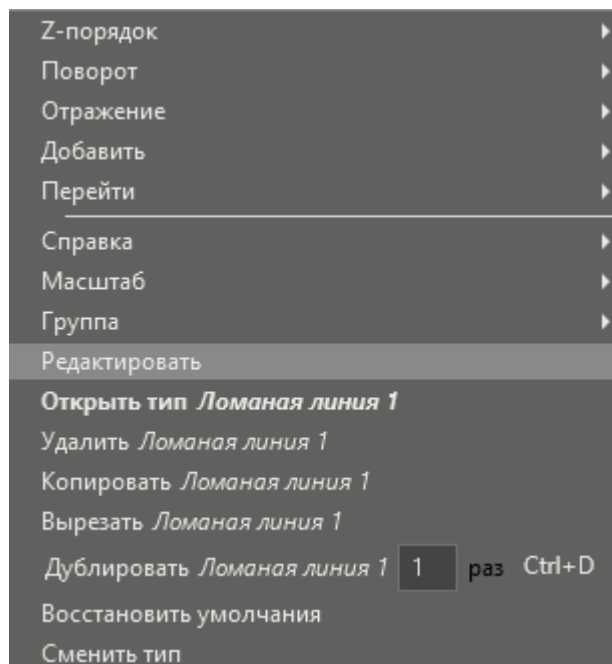 Z-порядок
Поворот
Отражение
Добавить
Перейти
Справка
Масштаб
Группа
Редактировать
Открыть тип Ломаная линия 1
Удалить Ломаная линия 1
Копировать Ломаная линия 1
Вырезать Ломаная линия 1
Дублировать Ломаная линия 1 1 раз Ctrl+D
Восстановить умолчания
Сменить тип